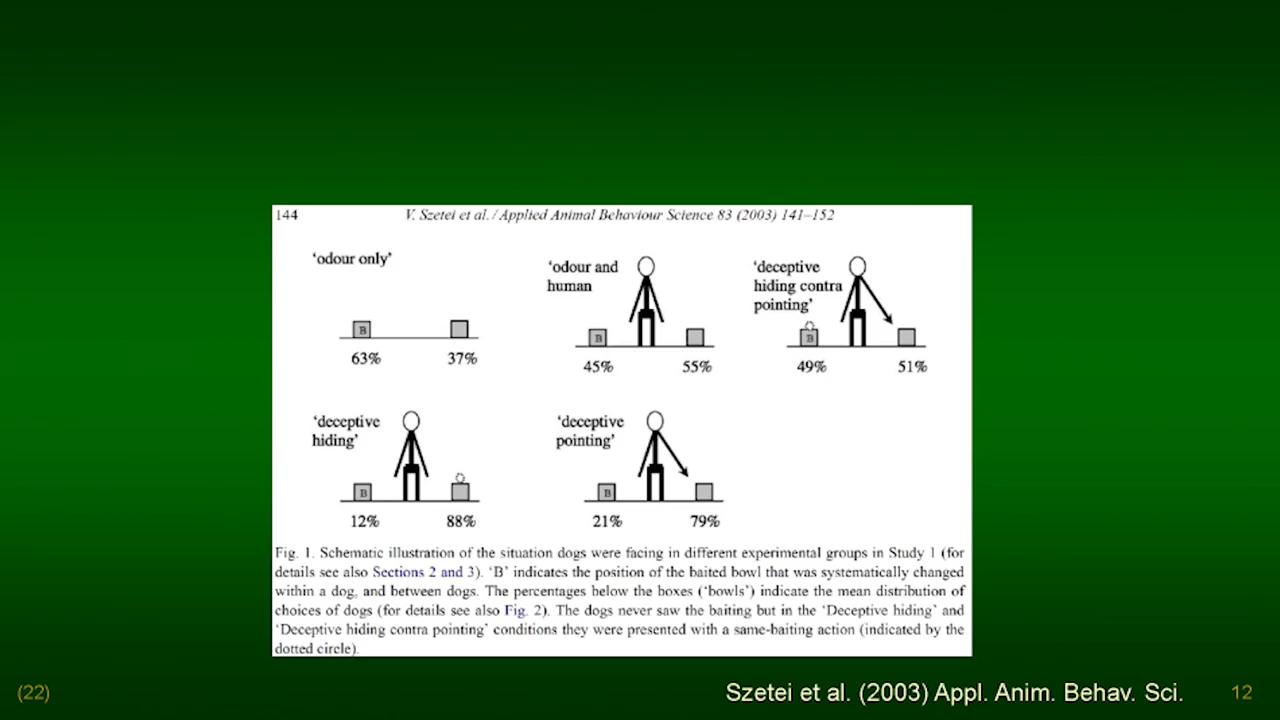 144 V. Szetei et al. / Applied Animal Behaviour Science 83 (2003) 141–152
‘odour only’
B
63% 37%
‘odour and
human
B
45% 55%
‘deceptive
hiding contra
pointing’
B
49% 51%
‘deceptive
hiding’
B
12% 88%
‘deceptive
pointing’
B
21% 79%
Fig. 1. Schematic illustration of the situation dogs were facing in different experimental groups in Study 1 (for
details see also Sections 2 and 3). ‘B’ indicates the position of the baited bowl that was systematically changed
within a dog, and between dogs. The percentages below the boxes (‘bowls’) indicate the mean distribution of
choices of dogs (for details see also Fig. 2). The dogs never saw the baiting but in the ‘Deceptive hiding’ and
‘Deceptive hiding contra pointing’ conditions they were presented with a same-baiting action (indicated by the
dotted circle).
(22) Szetei et al. (2003) Appl. Anim. Behav. Sci. 12